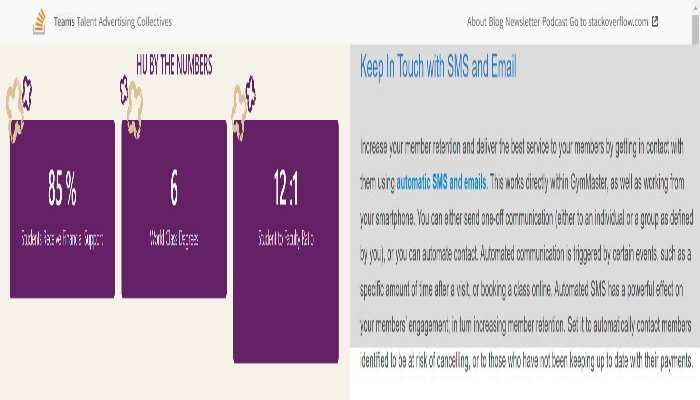 Teams Talent Advertising Collectives
About Blog Newsletter Podcast Go to stackoverflow.com
HU BY THE NUMBERS
85 %
Students Receive Financial Support
6
World Class Degrees
12:1
Student to Faculty Ratio
Keep In Touch with SMS and Email
Increase your member retention and deliver the best service to your members by getting in contact with
them using automatic SMS and emails. This works directly within GymMaster, as well as working from
your smartphone. You can either send one-off communication (either to an individual or a group as defined
by you), or you can automate contact. Automated communication is triggered by certain events, such as a
specific amount of time after a visit, or booking a class online. Automated SMS has a powerful effect on
your members' engagement, in turn increasing member retention. Set it to automatically contact members
identified to be at risk of cancelling, or to those who have not been keeping up to date with their payments.